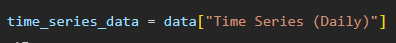 time_series_data = data["Time Series (Daily)"]